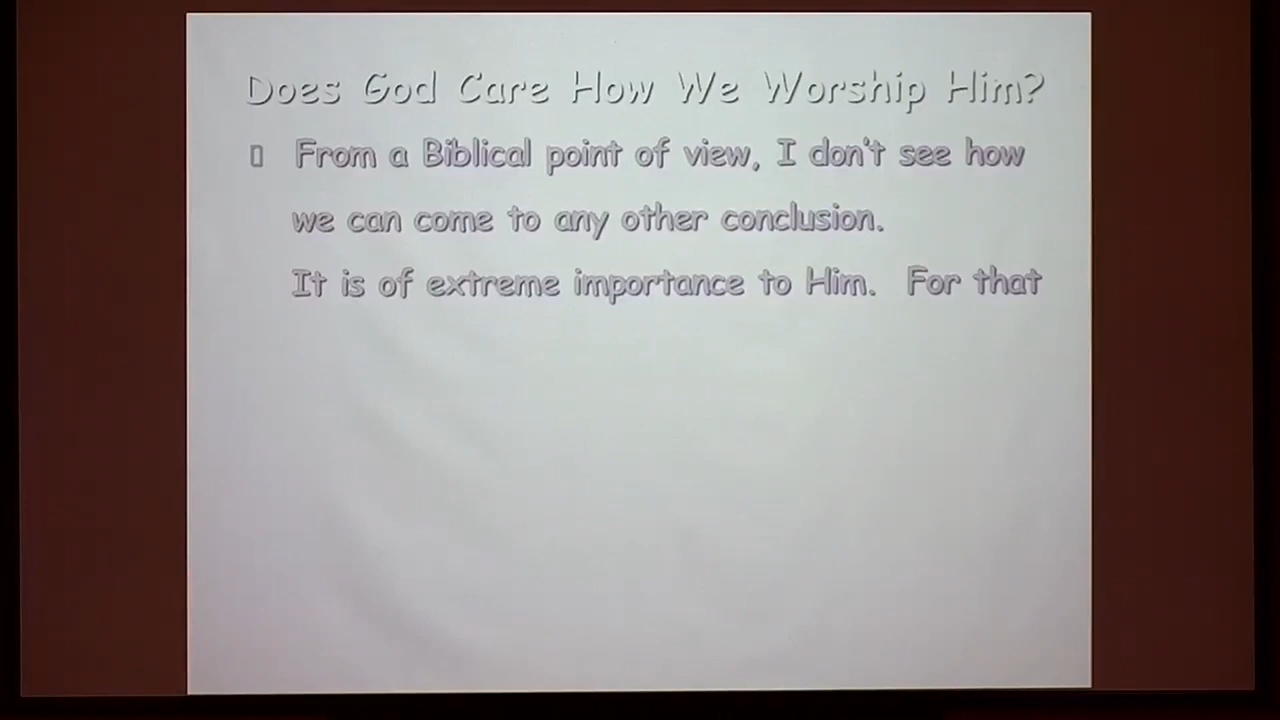 Does God Care How We Worship Him?
From a Biblical point of view, I don't see how
we can come to any other conclusion.
It is of extreme importance to Him. For that